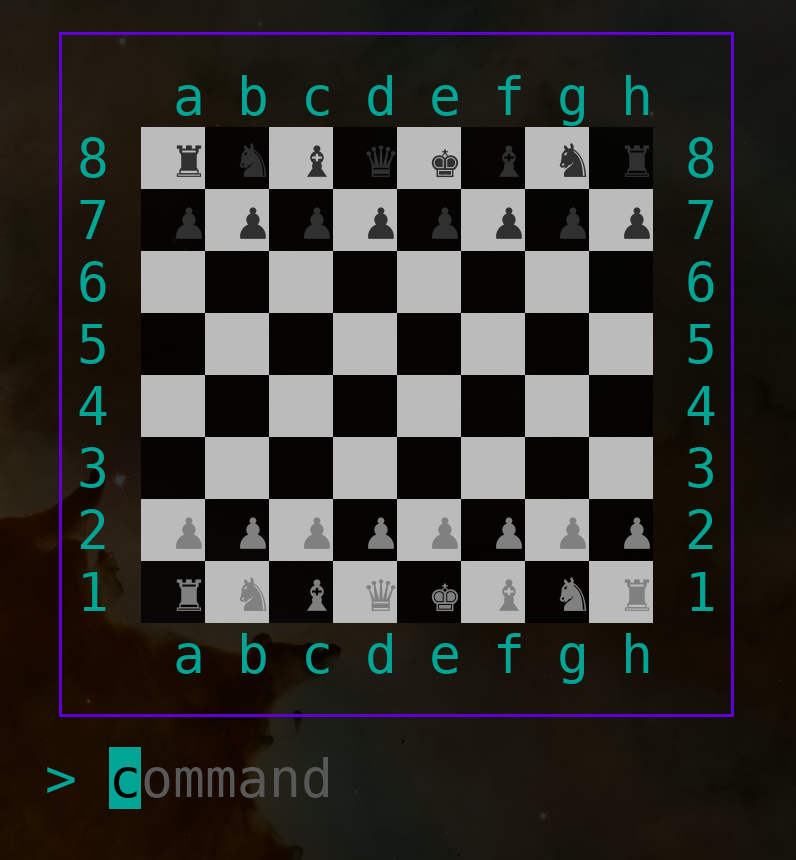 a b c d e f g h
8 ♜ ♞ ♝ ♛ ♚ ♝ ♞ ♜ 8
7 ♟ ♟ ♟ ♟ ♟ ♟ ♟ ♟ 7
6 6
5 5
4 4
3 3
2 ♟ ♟ ♟ ♟ ♟ ♟ ♟ ♟ 2
1 ♜ ♞ ♝ ♛ ♚ ♝ ♞ ♜ 1
a b c d e f g h
> command